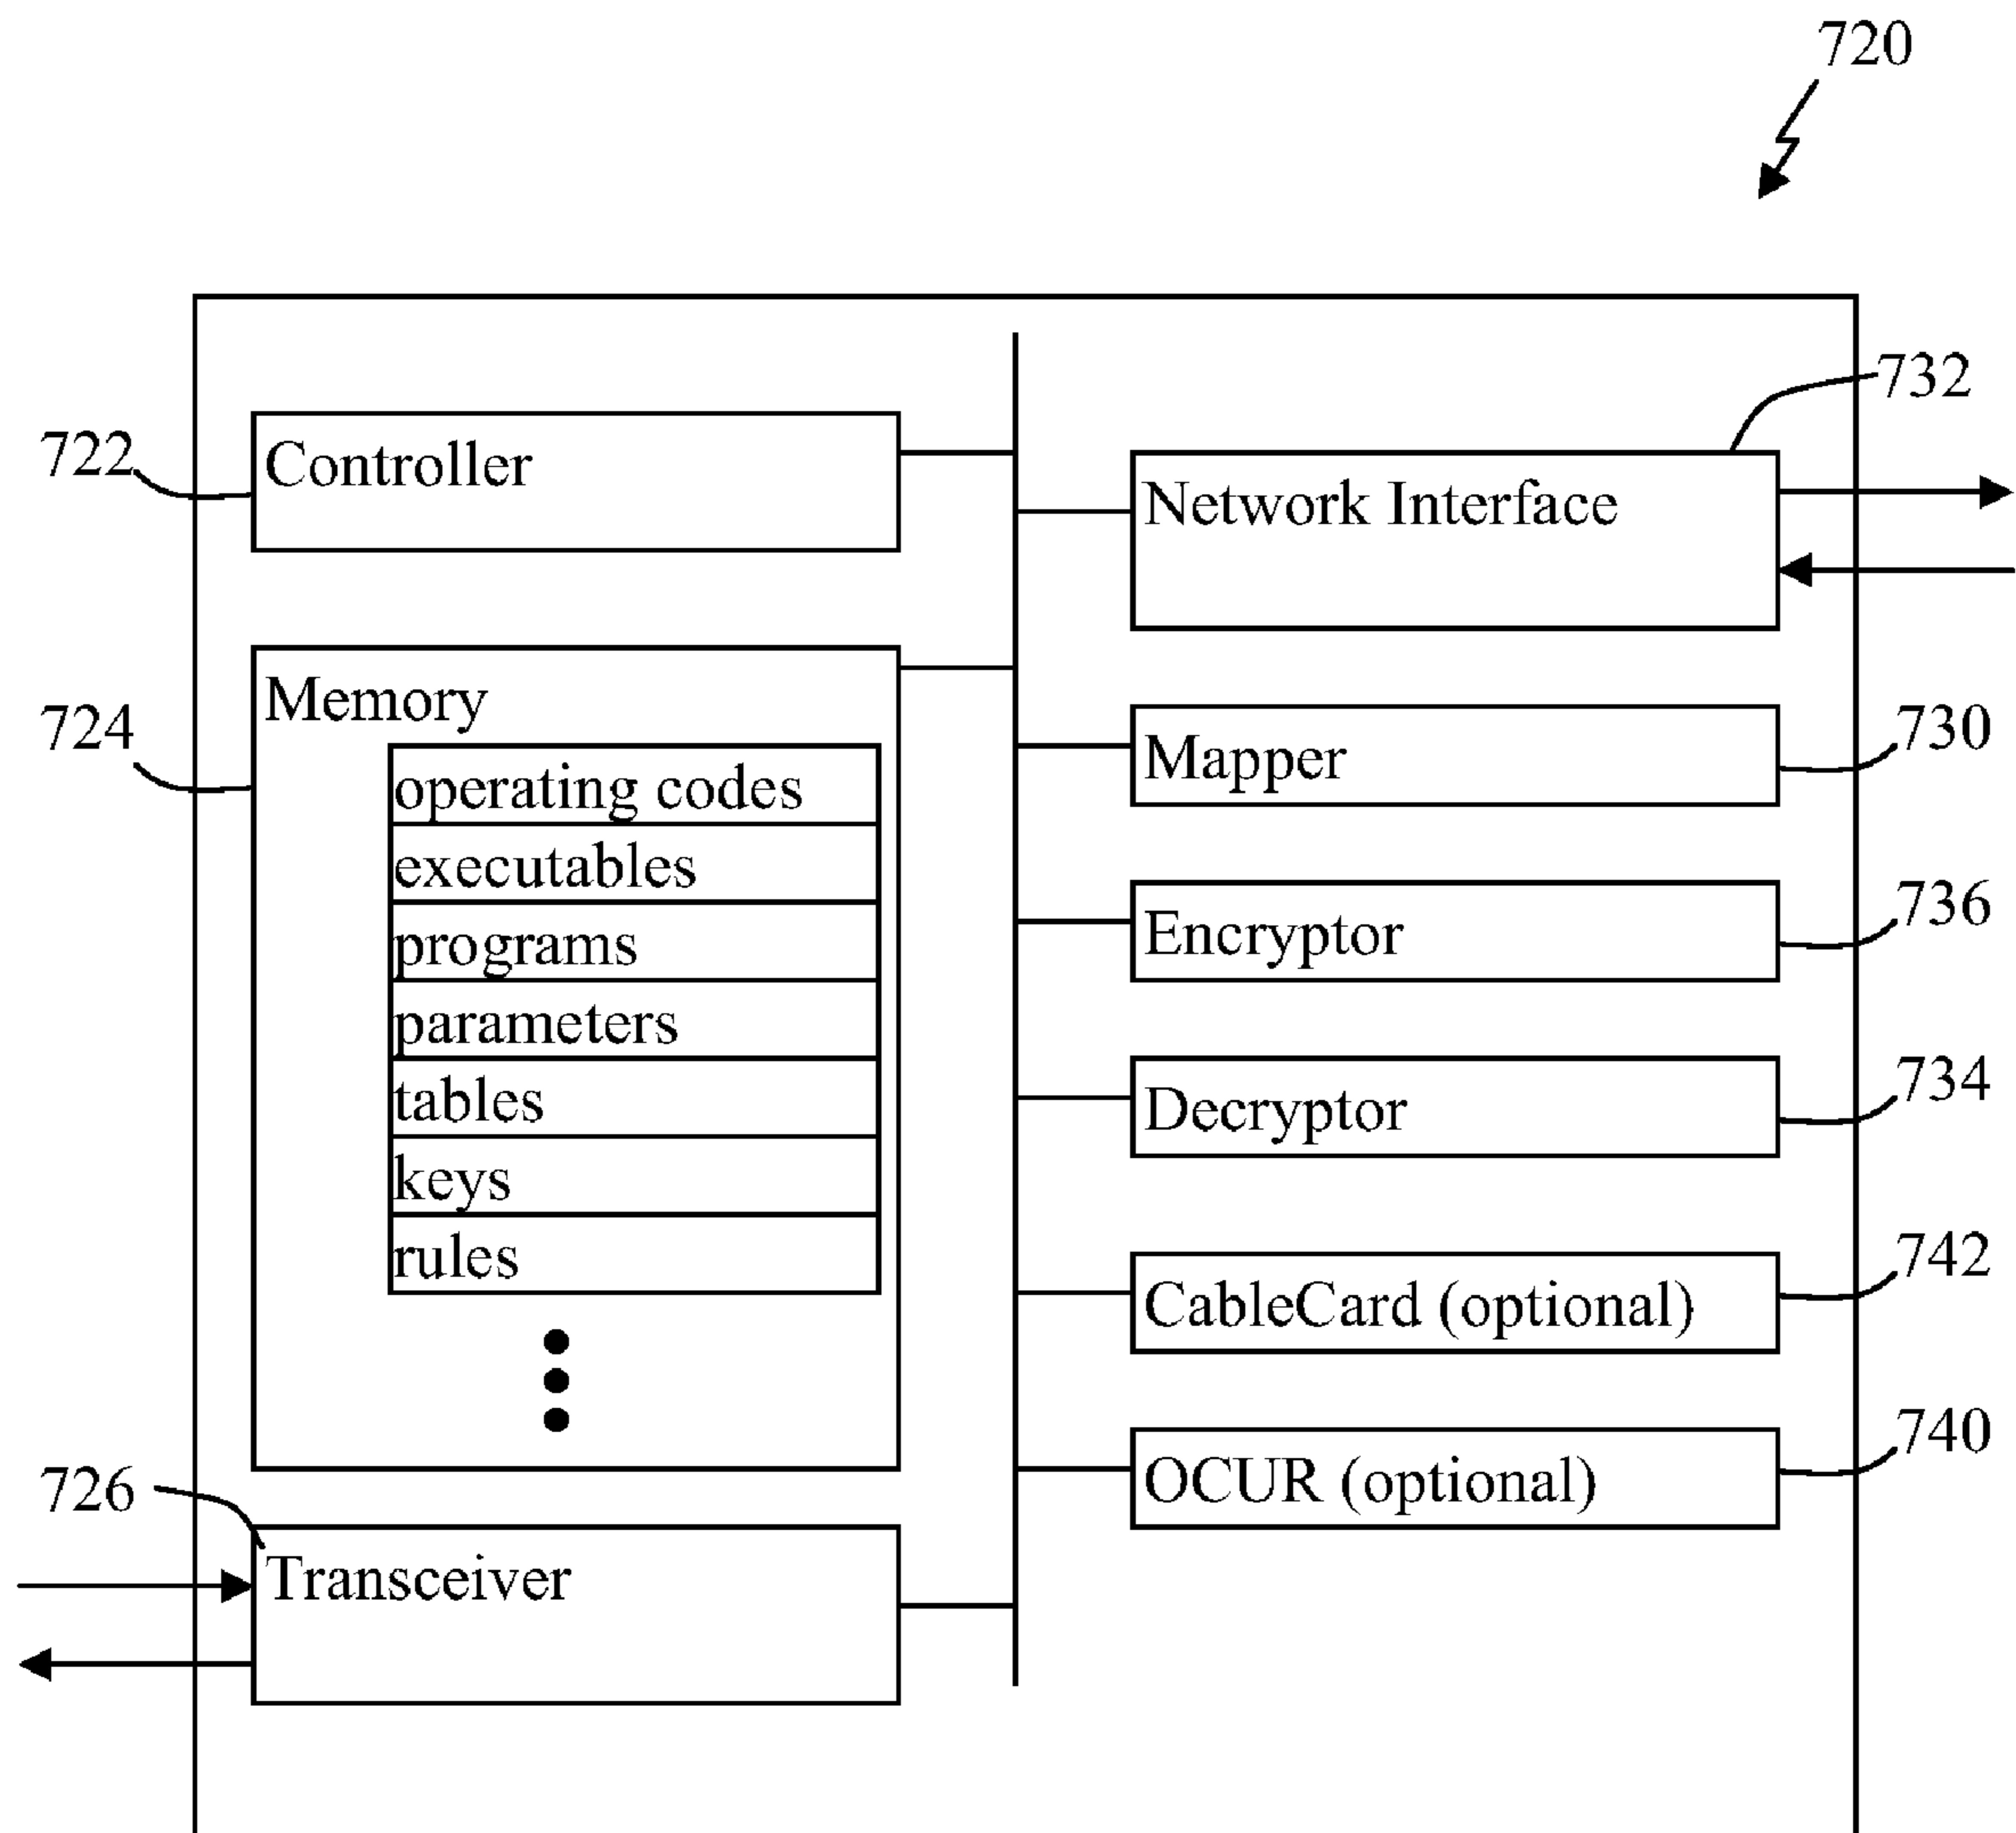 720
732
722
Controller
Network Interface
Memory
724
730
Mapper
operating codes
executables
736
Encryptor
programs
parameters
734
Decryptor
tables
keys
742
CableCard (optional)
rules
740
OCUR (optional)
726
Transceiver